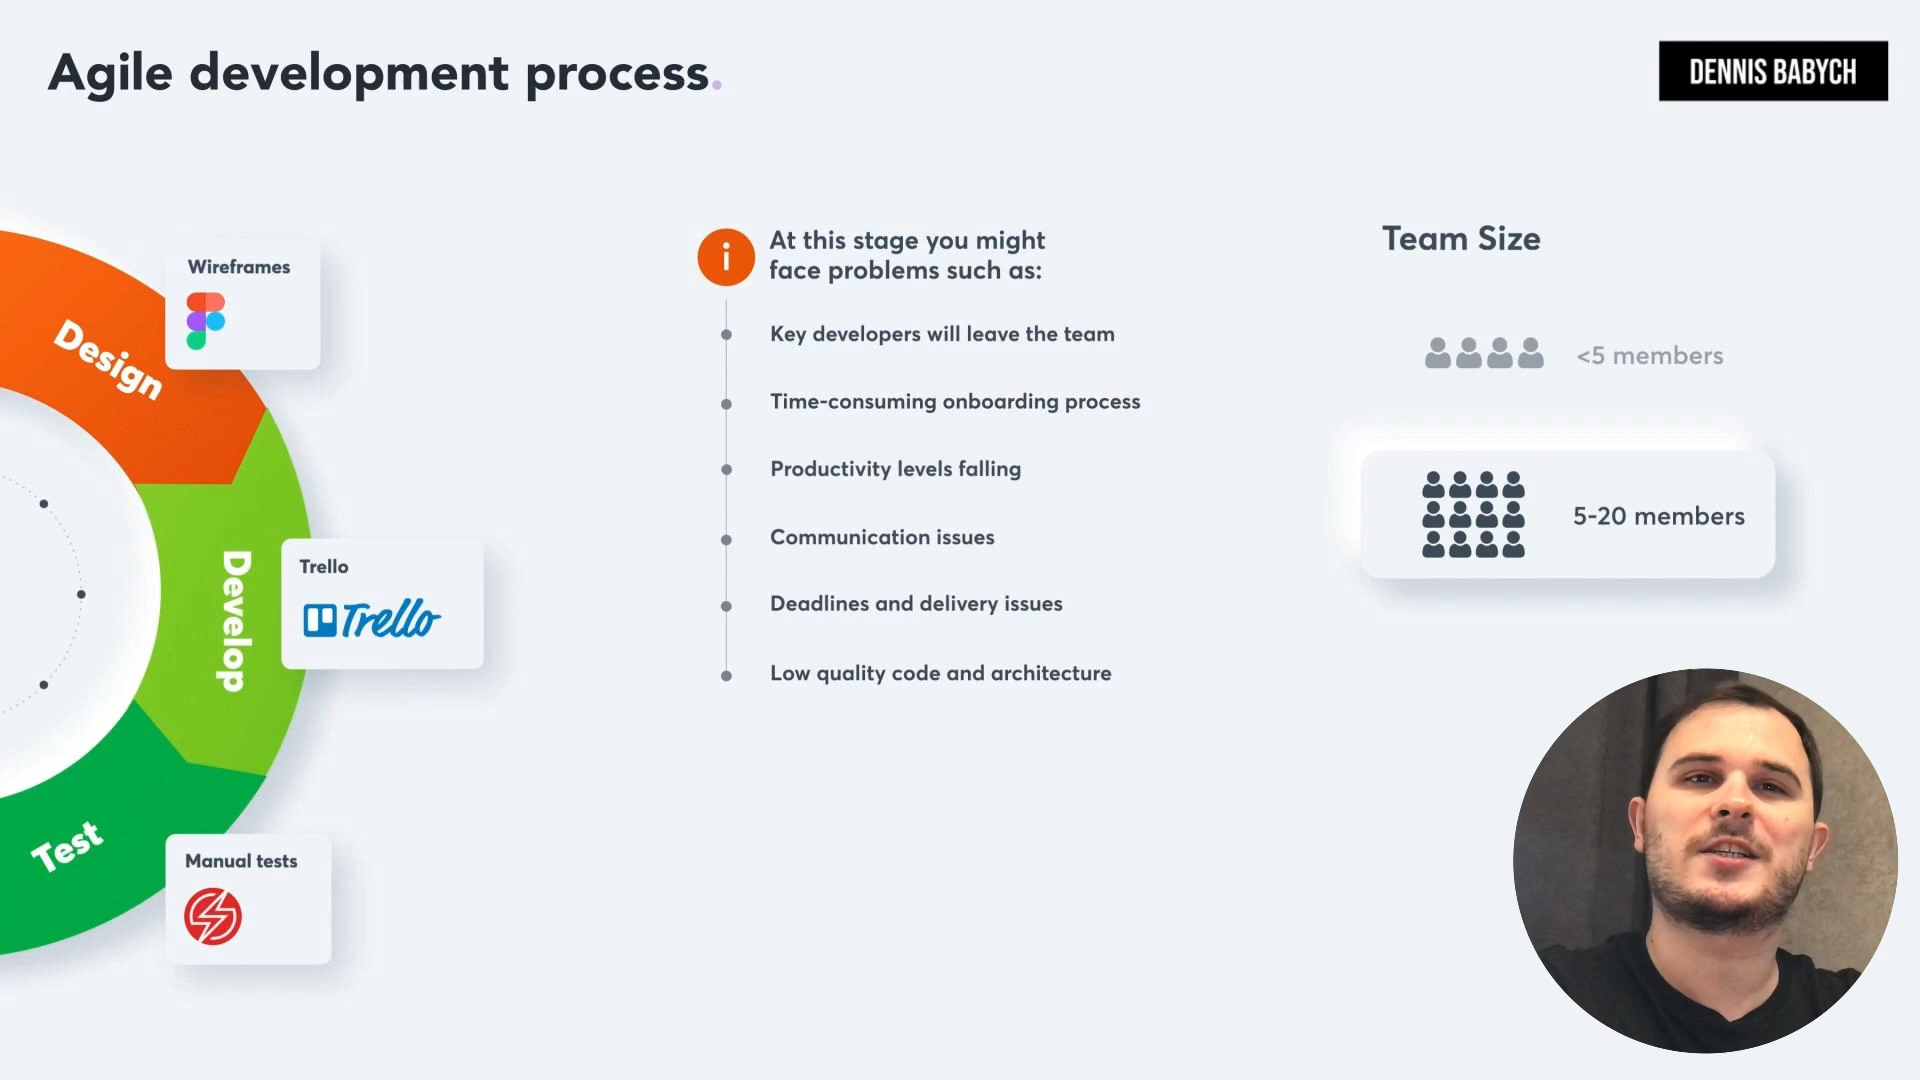 Agile development process.
DENNIS BABYCH
Design
Develop
Test
Wireframes
Trello
Trello
Manual tests
i
At this stage you might
face problems such as:
Key developers will leave the team
Time-consuming onboarding process
Productivity levels falling
Communication issues
Deadlines and delivery issues
Low quality code and architecture
Team Size
<5 members
5-20 members